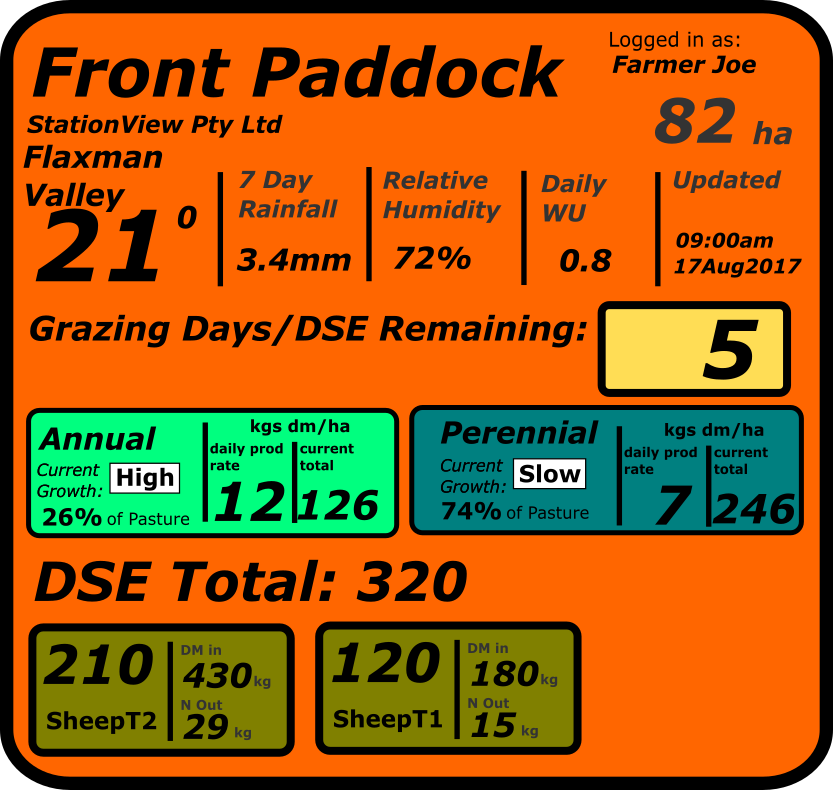 Front Paddock
Logged in as:
Farmer Joe
StationView Pty Ltd
82 ha
Flaxman
Valley
21 0
7 Day
Rainfall
3.4mm
Relative
Humidity
72%
Daily
WU
0.8
Updated
09:00am
17Aug2017
Grazing Days/DSE Remaining: 5
Annual
Current
Growth: High
26% of Pasture
kgs dm/ha
daily prod
rate
12
current
total
126
Perennial
Current
Growth: Slow
74% of Pasture
kgs dm/ha
daily prod
rate
7
current
total
246
DSE Total: 320
210
SheepT2
DM in
430 kg
N Out
29 kg
120
SheepT1
DM in
180 kg
N Out
15 kg